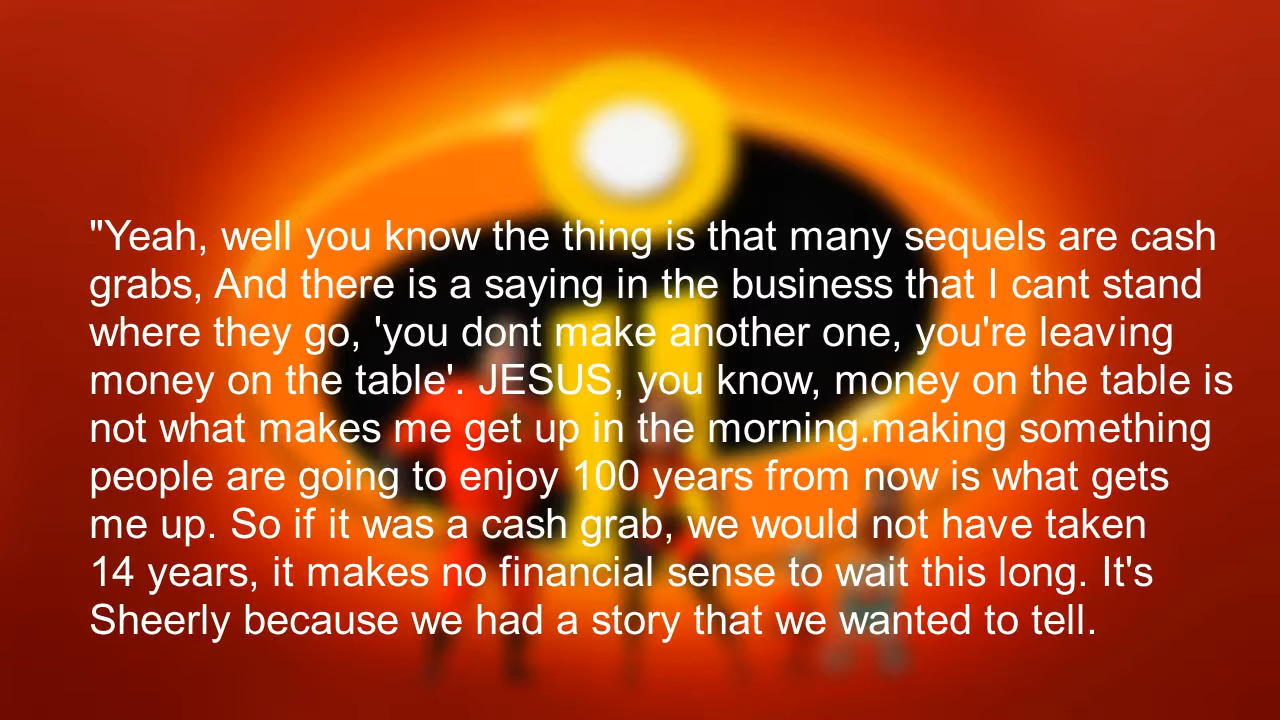 "Yeah, well you know the thing is that many sequels are cash
grabs, And there is a saying in the business that I cant stand
where they go, 'you dont make another one, you're leaving
money on the table'. JESUS, you know, money on the table is
not what makes me get up in the morning.making something
people are going to enjoy 100 years from now is what gets
me up. So if it was a cash grab, we would not have taken
14 years, it makes no financial sense to wait this long. It's
Sheerly because we had a story that we wanted to tell.